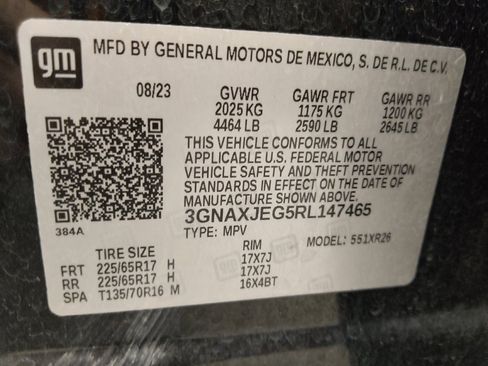 gm
MFD BY GENERAL MOTORS DE MEXICO, S. DE R.L. DE C.V.
08/23 GVWR GAWR FRT GAWR RR
2025 KG 1175 KG 1200 KG
4464 LB 2590 LB 2645 LB
THIS VEHICLE CONFORMS TO ALL
APPLICABLE U.S. FEDERAL MOTOR
VEHICLE SAFETY AND THEFT PREVENTION
STANDARDS IN EFFECT ON THE DATE OF
MANUFACTURE SHOWN ABOVE.
3GNAXJEG5RL147465
384A
TYPE: MPV MODEL: 551XR26
TIRE SIZE RIM
FRT 225/65R17 H 17X7J
RR 225/65R17 H 17X7J
SPA T135/70R16 M 16X4BT